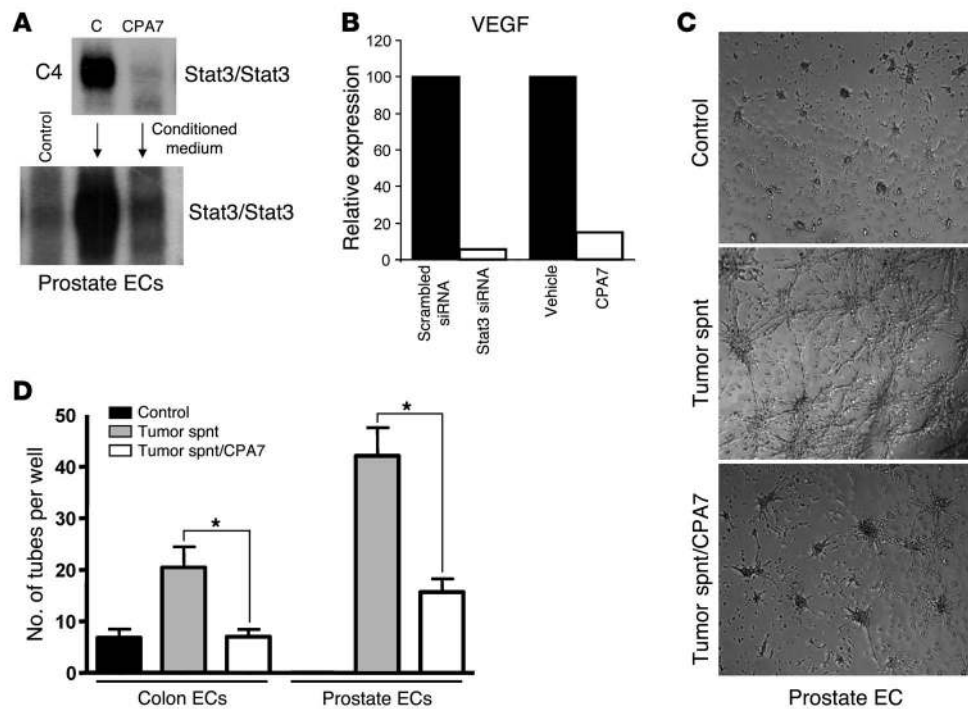 A
C CPA7
C4
Stat3/Stat3
Control
Conditioned
medium
Stat3/Stat3
Prostate ECs
B
VEGF
Relative expression
120
100
80
60
40
20
0
Scrambled
siRNA
Stat3 siRNA
Vehicle
CPA7
C
Control
Tumor spnt
Tumor spnt/CPA7
Prostate EC
D
Control
Tumor spnt
Tumor spnt/CPA7
No. of tubes per well
50
40
30
20
10
0
*
*
Colon ECs
Prostate ECs